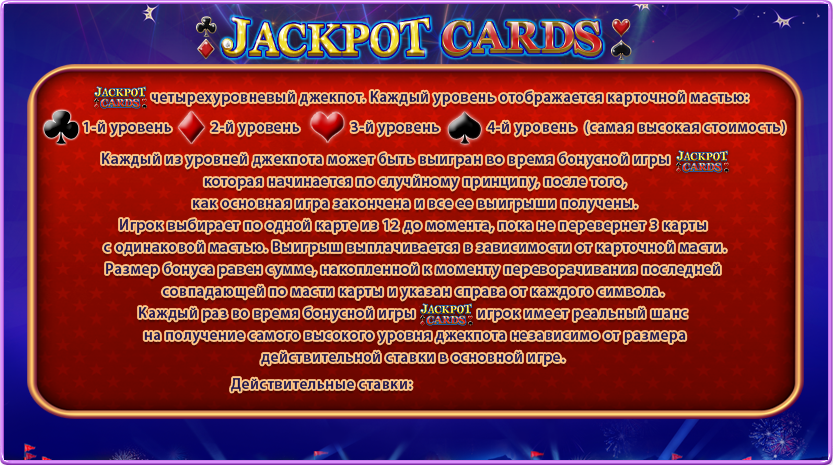 JACKPOT CARDS
JACKPOT CARDS четырехуровневый джекпот. Каждый уровень отображается карточной мастью:
1-й уровень 2-й уровень 3-й уровень 4-й уровень (самая высокая стоимость)
Каждый из уровней джекпота может быть выигран во время бонусной игры JACKPOT CARDS
которая начинается по случйному принципу, после того,
как основная игра закончена и все ее выигрыши получены.
Игрок выбирает по одной карте из 12 до момента, пока не перевернет 3 карты
с одинаковой мастью. Выигрыш выплачивается в зависимости от карточной масти.
Размер бонуса равен сумме, накопленной к моменту переворачивания последней
совпадающей по масти карты и указан справа от каждого символа.
Каждый раз во время бонусной игры JACKPOT CARDS игрок имеет реальный шанс
на получение самого высокого уровня джекпота независимо от размера
действительной ставки в основной игре.
Действительные ставки: